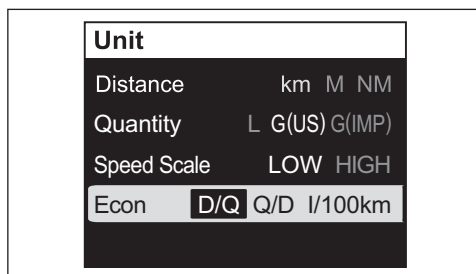 Unit
Distance km M NM
Quantity L G(US) G(IMP)
Speed Scale LOW HIGH
Econ D/Q Q/D l/100km